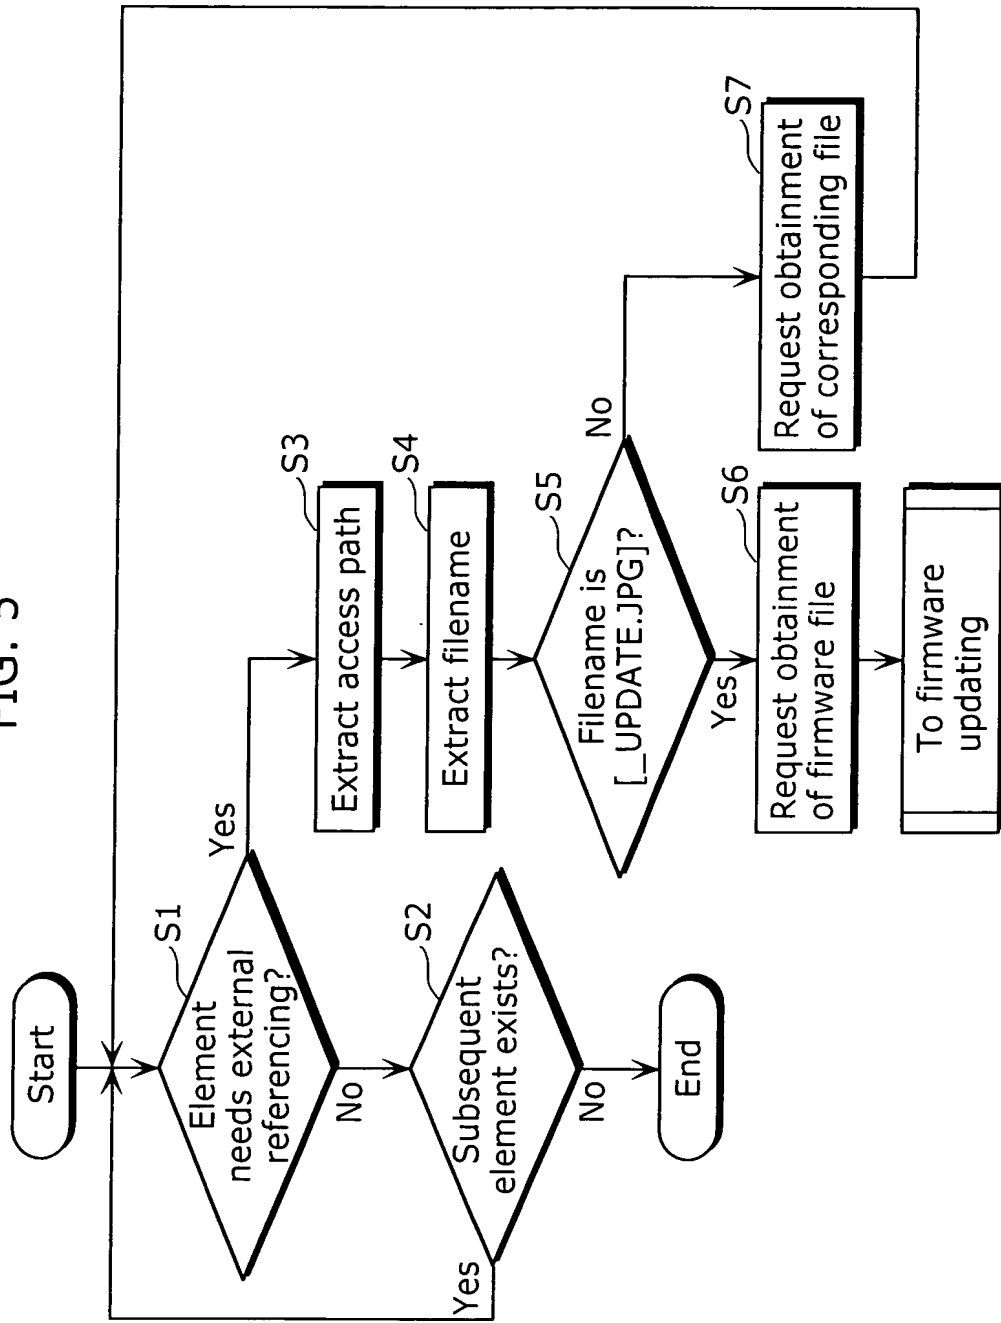 FIG. 5
Start
S1
Element
needs external
referencing?
Yes
No
S2
Subsequent
element exists?
Yes
No
End
S3
Extract access path
S4
Extract filename
S5
Filename is
[_UPDATE.JPG]?
No
Yes
S6
Request obtainment
of firmware file
To firmware
updating
S7
Request obtainment
of corresponding file